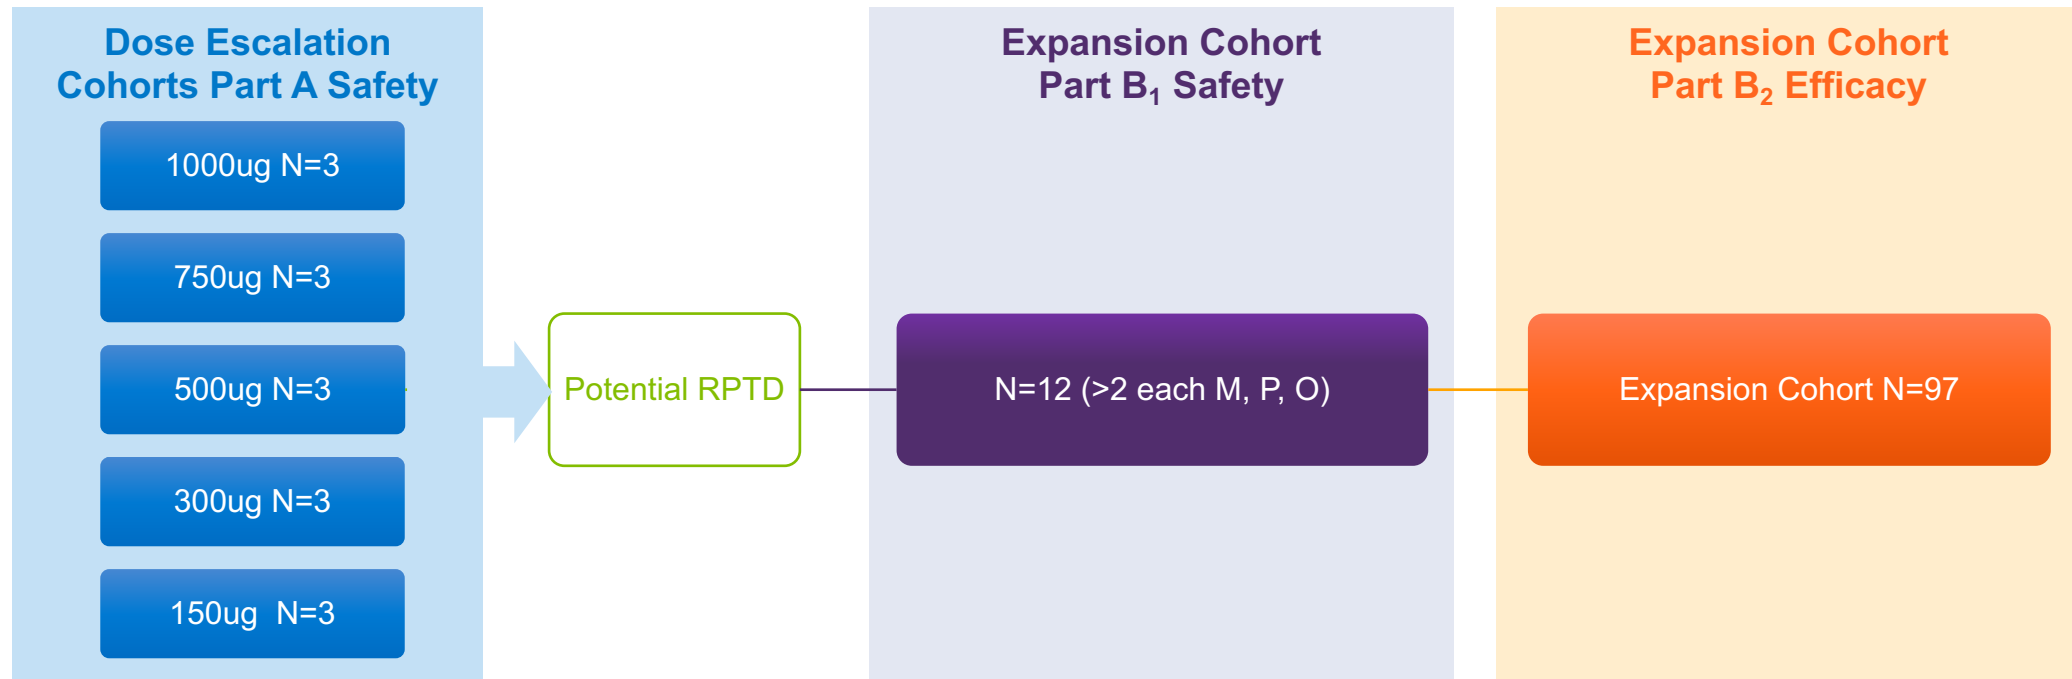 Dose Escalation
Cohorts Part A Safety
1000ug N=3
750ug N=3
500ug N=3
300ug N=3
150ug  N=3
Potential RPTD
Expansion Cohort
Part B₁ Safety
N=12 (>2 each M, P, O)
Expansion Cohort
Part B₂ Efficacy
Expansion Cohort N=97